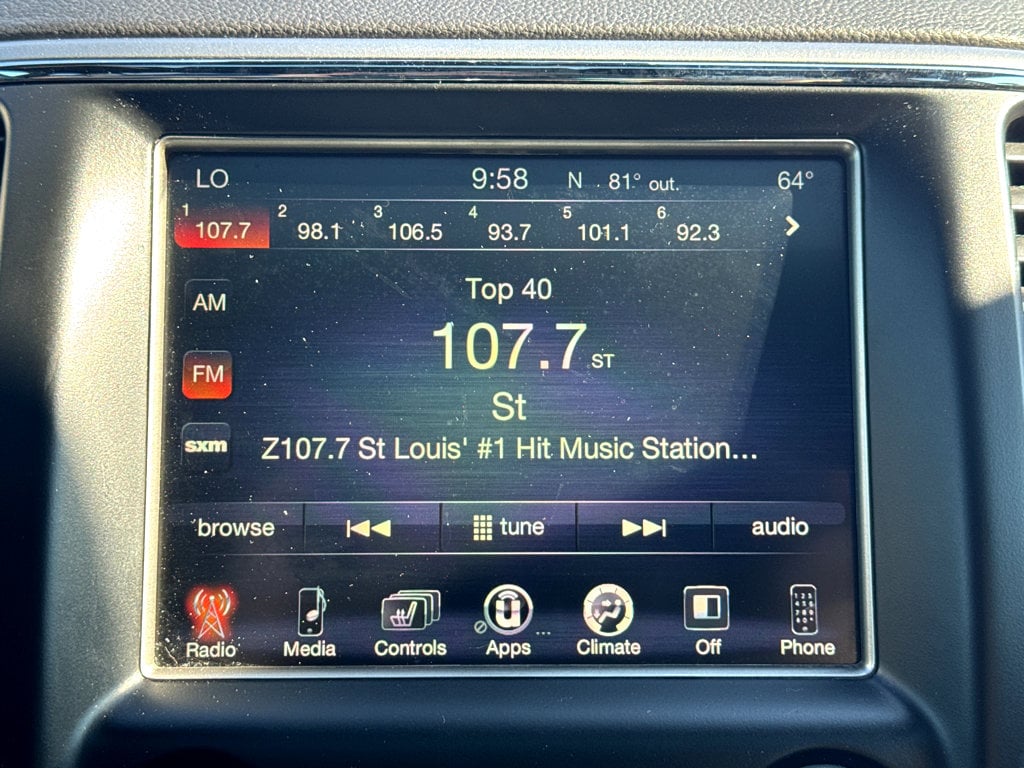 LO 9:58 N 81° out. 64°
1 107.7 2 98.1 3 106.5 4 93.7 5 101.1 6 92.3
AM
Top 40
107.7 ST
FM
St
sxm
Z107.7 St Louis' #1 Hit Music Station...
browse tune audio
Radio Media Controls Apps Climate Off Phone